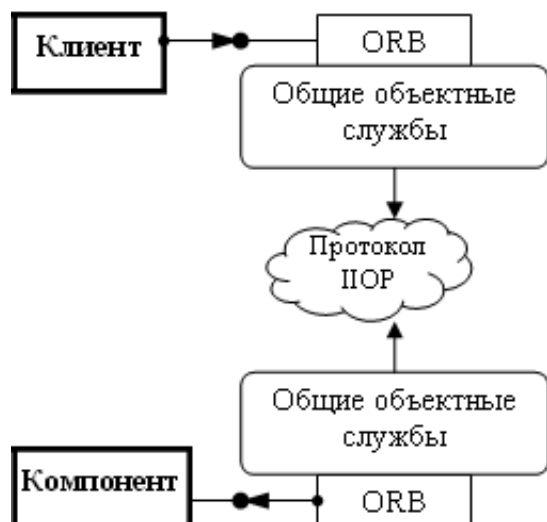 Клиент
ORB
Общие объектные
службы
Протокол
IIOP
Общие объектные
службы
Компонент
ORB